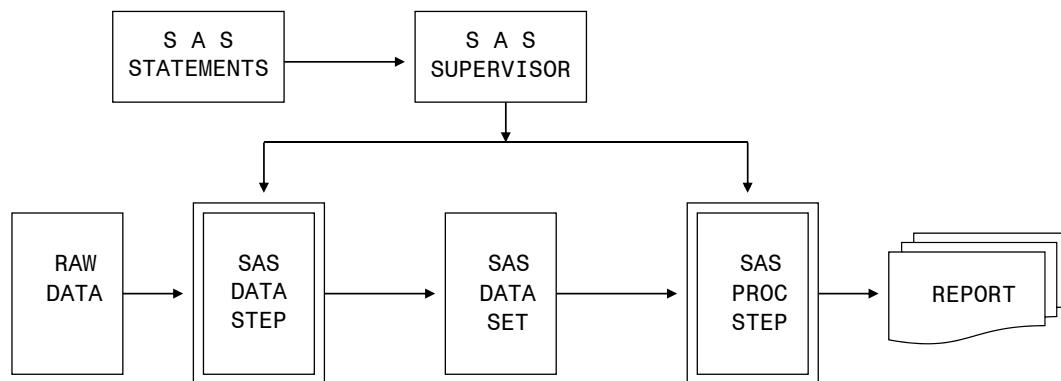 S A S
STATEMENTS
S A S
SUPERVISOR
RAW
DATA
SAS
DATA
STEP
SAS
DATA
SET
SAS
PROC
STEP
REPORT